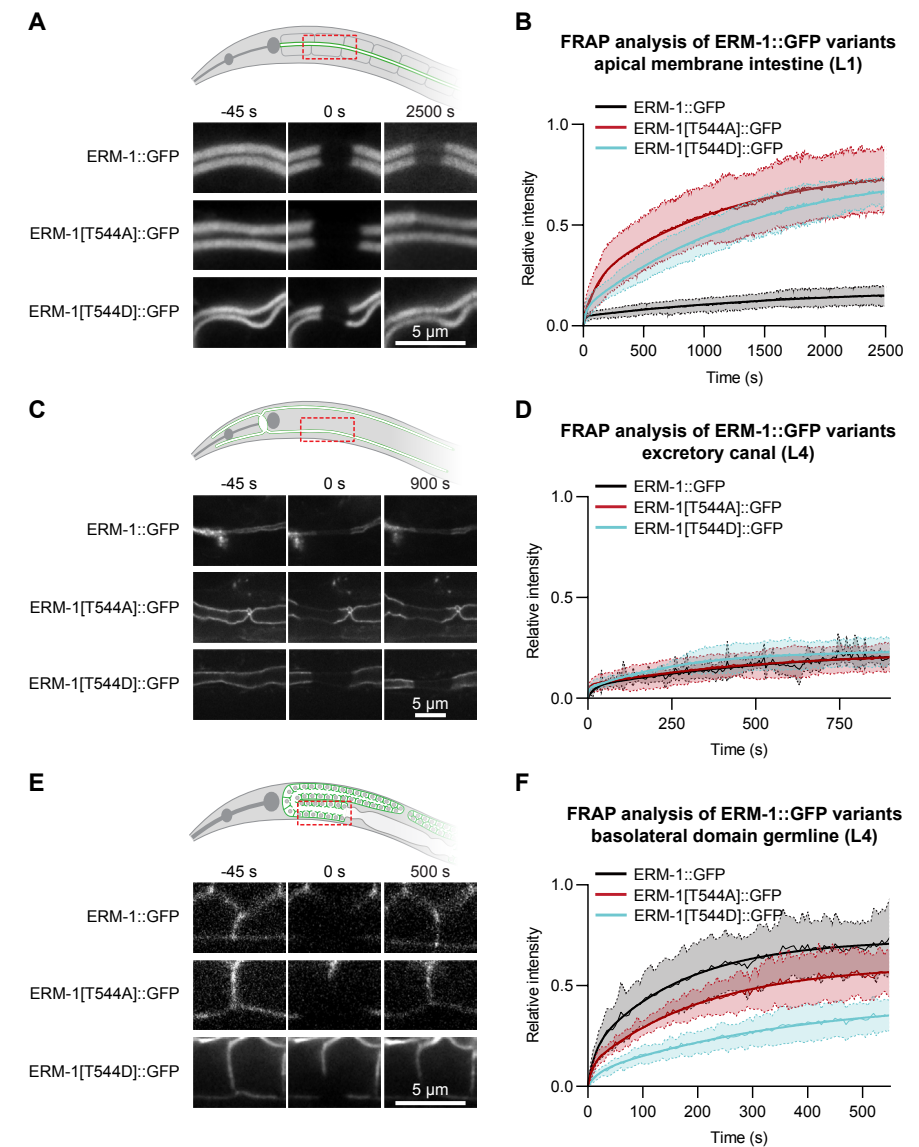 A
-45 s 0 s 2500 s
ERM-1::GFP
ERM-1[T544A]::GFP
ERM-1[T544D]::GFP
5 µm
B
FRAP analysis of ERM-1::GFP variants
apical membrane intestine (L1)
ERM-1::GFP
ERM-1[T544A]::GFP
ERM-1[T544D]::GFP
1.0
0.5
0.0
Relative intensity
0 500 1000 1500 2000 2500
Time (s)
C
-45 s 0 s 900 s
ERM-1::GFP
ERM-1[T544A]::GFP
ERM-1[T544D]::GFP
5 µm
D
FRAP analysis of ERM-1::GFP variants
excretory canal (L4)
ERM-1::GFP
ERM-1[T544A]::GFP
ERM-1[T544D]::GFP
1.0
0.5
0.0
Relative intensity
0 250 500 750
Time (s)
E
-45 s 0 s 500 s
ERM-1::GFP
ERM-1[T544A]::GFP
ERM-1[T544D]::GFP
5 µm
F
FRAP analysis of ERM-1::GFP variants
basolateral domain germline (L4)
ERM-1::GFP
ERM-1[T544A]::GFP
ERM-1[T544D]::GFP
1.0
0.5
0.0
Relative intensity
0 100 200 300 400 500
Time (s)